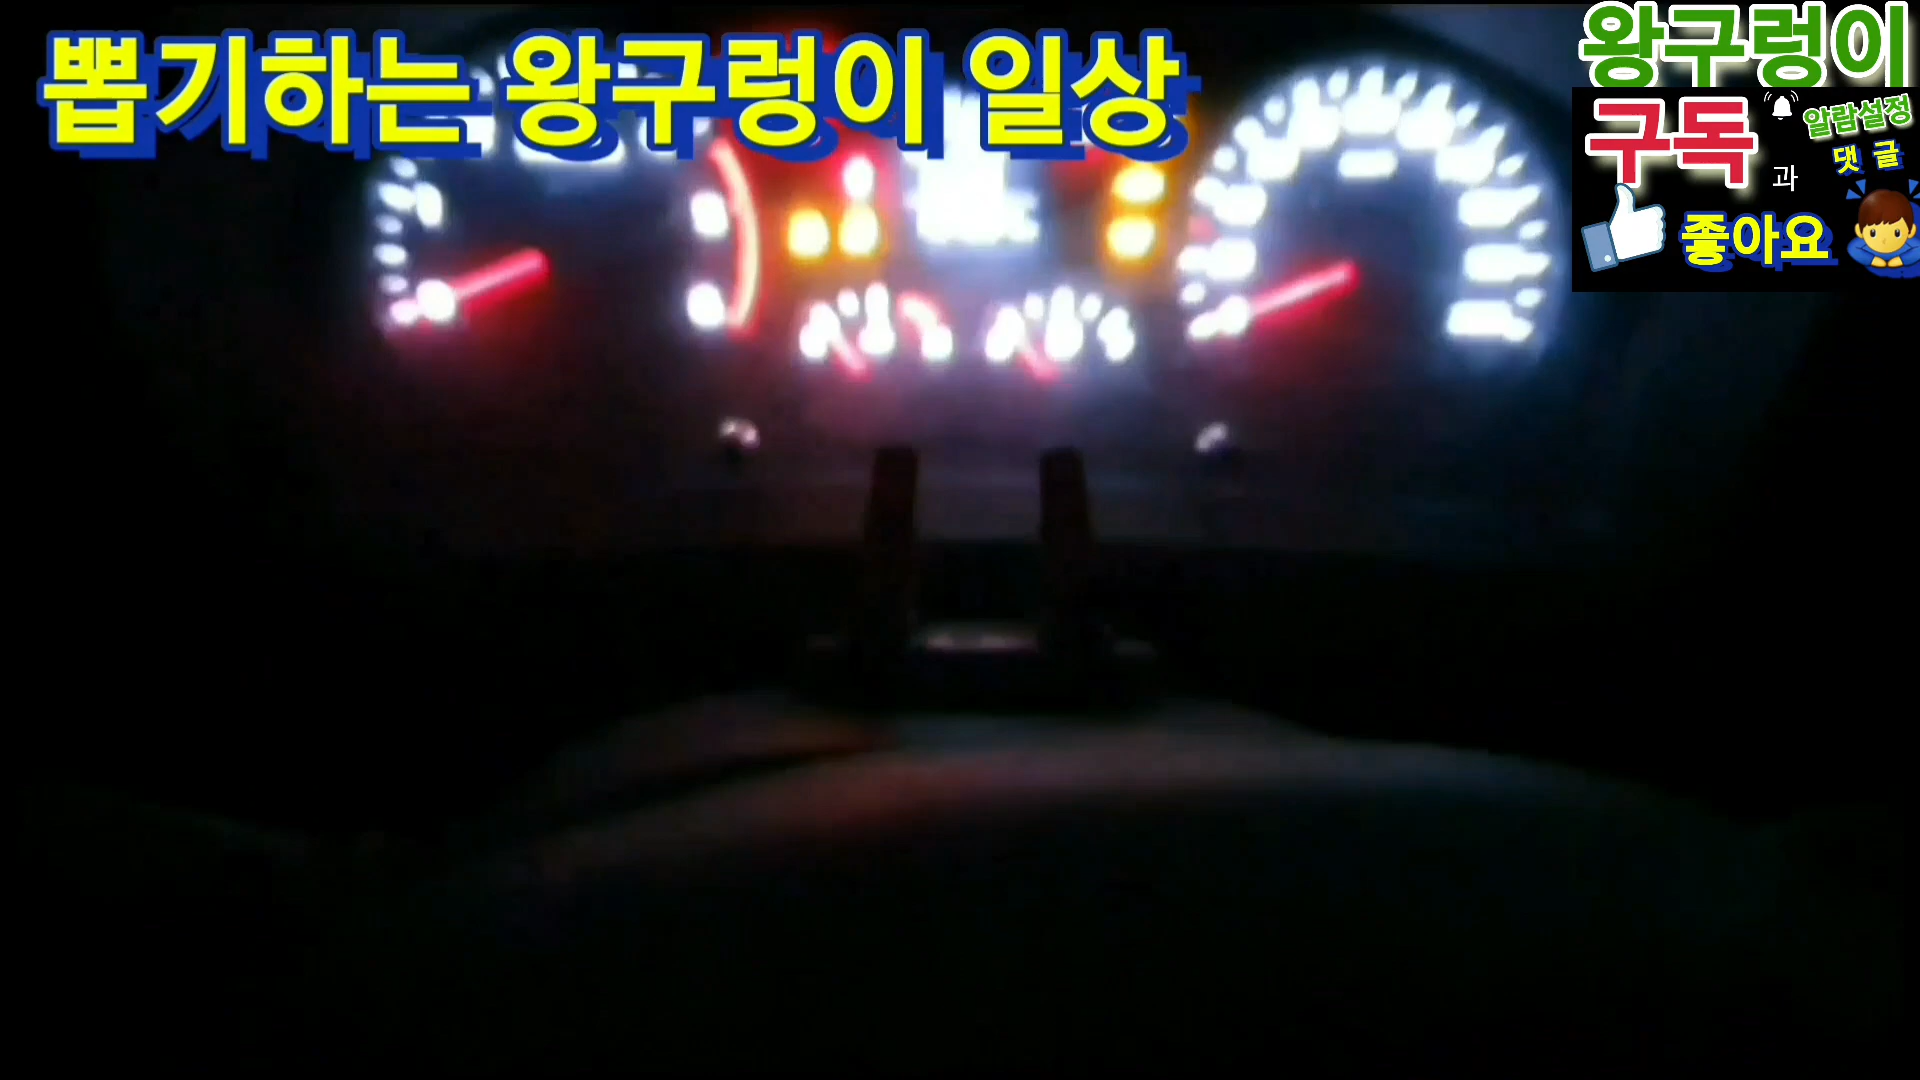 뽑기하는 왕구렁이 일상
왕구렁이
구독
알람설정
과
댓글
좋아요